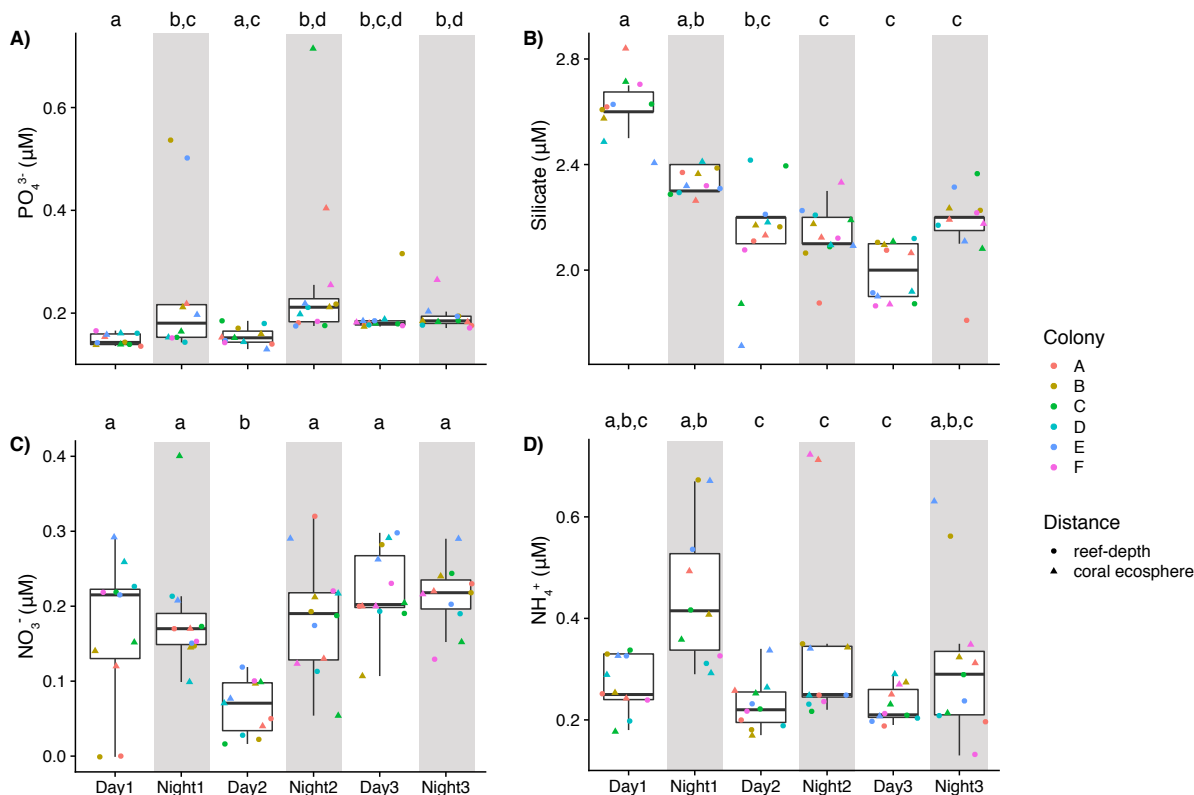 A)
a b,c a,c b,d b,c,d b,d
PO₄³⁻ (µM)
0.6
0.4
0.2
B)
a a,b b,c c c c
Silicate (µM)
2.8
2.4
2.0
C)
a a b a a a
NO₃⁻ (µM)
0.4
0.3
0.2
0.1
0.0
Day1 Night1 Day2 Night2 Day3 Night3
D)
a,b,c a,b c c c a,b,c
NH₄⁺ (µM)
0.6
0.4
0.2
Day1 Night1 Day2 Night2 Day3 Night3
Colony
A
B
C
D
E
F
Distance
reef-depth
coral ecosphere